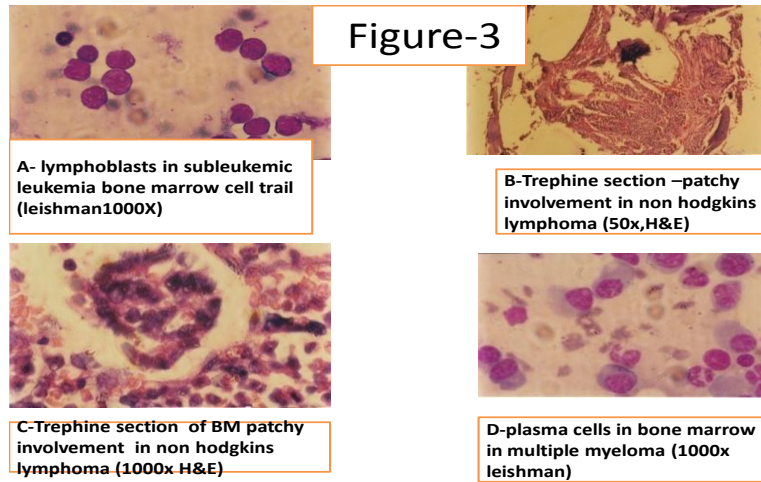 Figure-3
A- lymphoblasts in subleukemic
leukemia bone marrow cell trail
(leishman1000X)
B-Trephine section –patchy
involvement in non hodgkins
lymphoma (50x,H&E)
C-Trephine section of BM patchy
involvement in non hodgkins
lymphoma (1000x H&E)
D-plasma cells in bone marrow
in multiple myeloma (1000x
leishman)